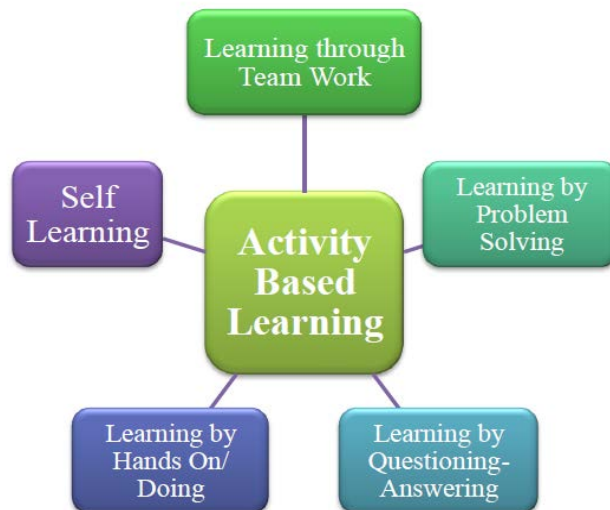 Learning through
Team Work
Self
Learning
Learning by
Problem
Solving
Activity
Based
Learning
Learning by
Hands On/
Doing
Learning by
Questioning-
Answering